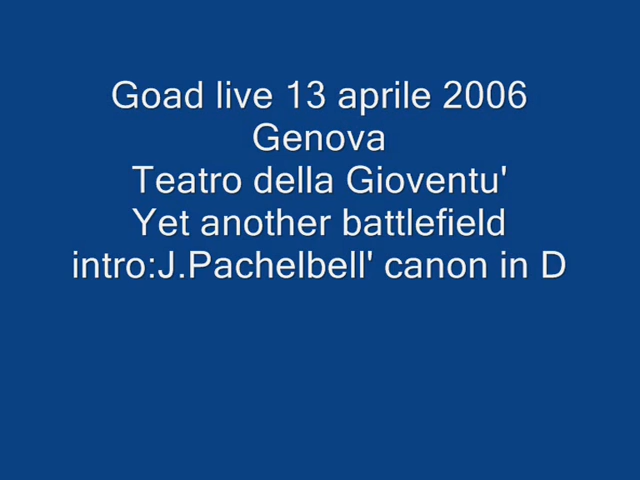 Goad live 13 aprile 2006
Genova
Teatro della Gioventu'
Yet another battlefield
intro:J.Pachelbell' canon in D